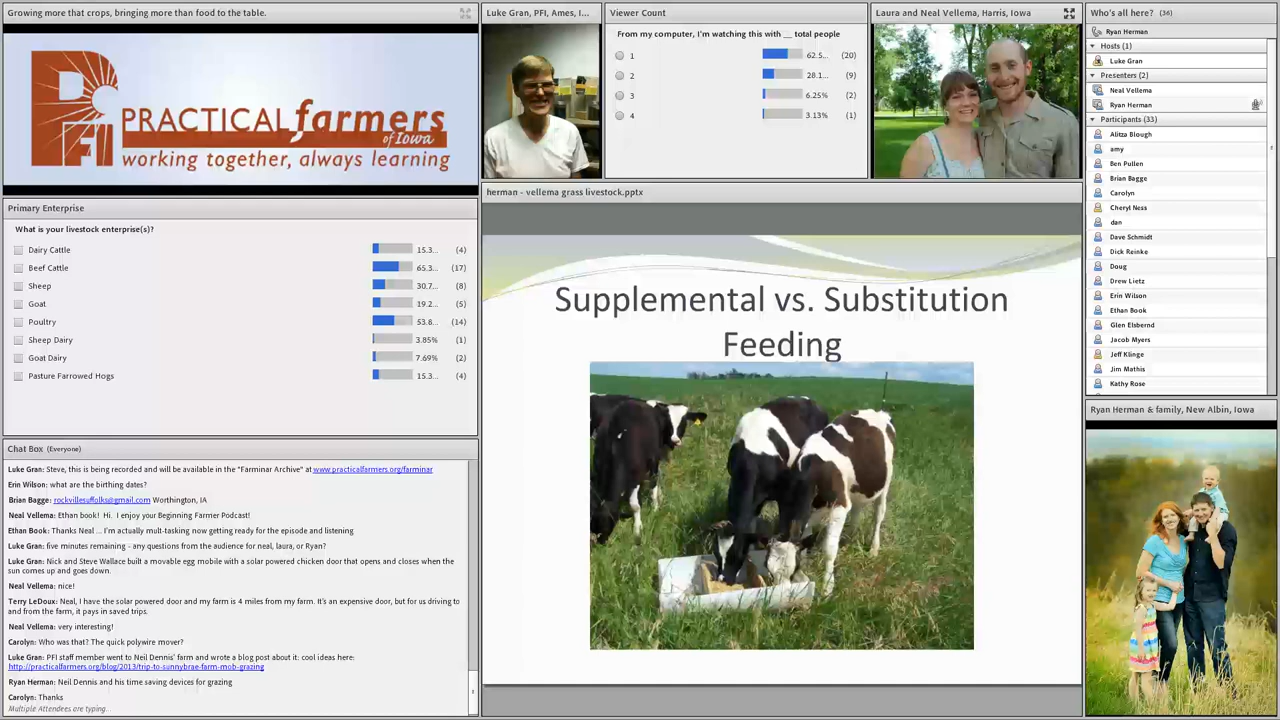 Growing more that crops, bringing more than food to the table.
PRACTICAL farmers
of Iowa
PFI
working together, always learning
Primary Enterprise
What is your livestock enterprise(s)?
Dairy Cattle 15.3... (4)
Beef Cattle 65.3... (17)
Sheep 30.7... (8)
Goat 19.2... (5)
Poultry 53.8... (14)
Sheep Dairy 3.85% (1)
Goat Dairy 7.69% (2)
Pasture Farrowed Hogs 15.3... (4)
Chat Box (Everyone)
Luke Gran: Steve, this is being recorded and will be available in the "Farminar Archive" at www.practicalfarmers.org/farminar
Erin Wilson: what are the birthing dates?
Brian Bagge: rockvillesuffolks@gmail.com Worthington, IA
Neal Vellema: Ethan book! Hi. I enjoy your Beginning Farmer Podcast!
Ethan Book: Thanks Neal ... I'm actually mult-tasking now getting ready for the episode and listening
Luke Gran: five minutes remaining - any questions from the audience for neal, laura, or Ryan?
Luke Gran: Nick and Steve Wallace built a movable egg mobile with a solar powered chicken door that opens and closes when the
sun comes up and goes down.
Neal Vellema: nice!
Terry LeDoux: Neal, I have the solar powered door and my farm is 4 miles from my farm. It's an expensive door, but for us driving to
and from the farm, it pays in saved trips.
Neal Vellema: very interesting!
Carolyn: Who was that? The quick polywire mover?
Luke Gran: PFI staff member went to Neil Dennis' farm and wrote a blog post about it: cool ideas here:
http://practicalfarmers.org/blog/2013/trip-to-sunnybrae-farm-mob-grazing
Ryan Herman: Neil Dennis and his time saving devices for grazing
Carolyn: Thanks
Multiple Attendees are typing...
Luke Gran, PFI, Ames, I...
Viewer Count
From my computer, I'm watching this with __ total people
1 62.5... (20)
2 28.1... (9)
3 6.25% (2)
4 3.13% (1)
Laura and Neal Vellema, Harris, Iowa
herman - vellema grass livestock.pptx
Supplemental vs. Substitution
Feeding
Who's all here? (36)
Ryan Herman
Hosts (1)
Luke Gran
Presenters (2)
Neal Vellema
Ryan Herman
Participants (33)
Alitza Blough
amy
Ben Pullen
Brian Bagge
Carolyn
Cheryl Ness
dan
Dave Schmidt
Dick Reinke
Doug
Drew Lietz
Erin Wilson
Ethan Book
Glen Elsbernd
Jacob Myers
Jeff Klinge
Jim Mathis
Kathy Rose
Ryan Herman & family, New Albin, Iowa